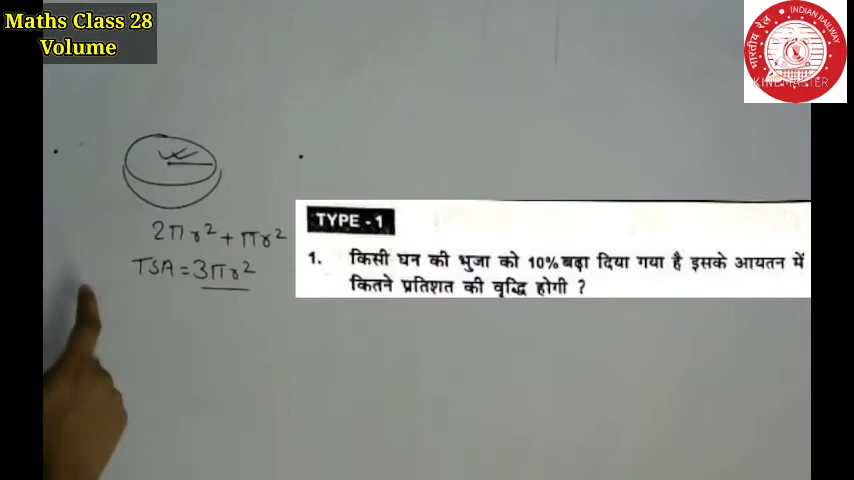 Maths Class 28
Volume
INDIAN RAILWAY
भारतीय रेल
KINEMASTER
2πr² + πr²
TSA = 3πr²
TYPE - 1
1. किसी घन की भुजा को 10% बढ़ा दिया गया है इसके आयतन में
कितने प्रतिशत की वृद्धि होगी ?